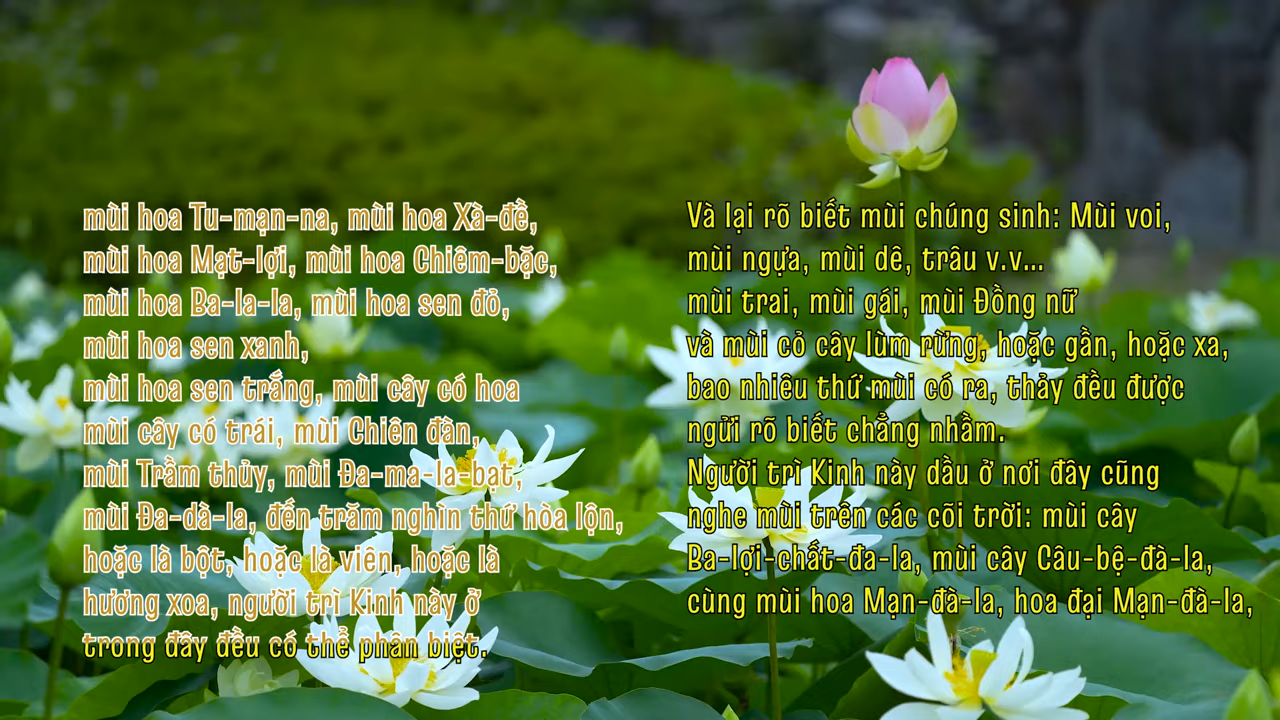 mùi hoa Tu-mạn-na, mùi hoa Xà-đề,
mùi hoa Mạt-lợi, mùi hoa Chiêm-bặc,
mùi hoa Ba-la-la, mùi hoa sen đỏ,
mùi hoa sen xanh,
mùi hoa sen trắng, mùi cây có hoa
mùi cây có trái, mùi Chiên đàn,
mùi Trầm thủy, mùi Đa-ma-la-bạt,
mùi Đa-dà-la, đến trăm nghìn thứ hòa lộn,
hoặc là bột, hoặc là viên, hoặc là
hương xoa, người trì Kinh này ở
trong đây đều có thể phân biệt.
Và lại rõ biết mùi chúng sinh: Mùi voi,
mùi ngựa, mùi dê, trâu v.v...
mùi trai, mùi gái, mùi Đồng nữ
và mùi cỏ cây lùm rừng, hoặc gần, hoặc xa,
bao nhiêu thứ mùi có ra, thảy đều được
ngửi rõ biết chẳng nhầm.
Người trì Kinh này dầu ở nơi đây cũng
nghe mùi trên các cõi trời: mùi cây
Ba-lợi-chất-đa-la, mùi cây Câu-bệ-đà-la,
cùng mùi hoa Mạn-đà-la, hoa đại Mạn-đà-la,